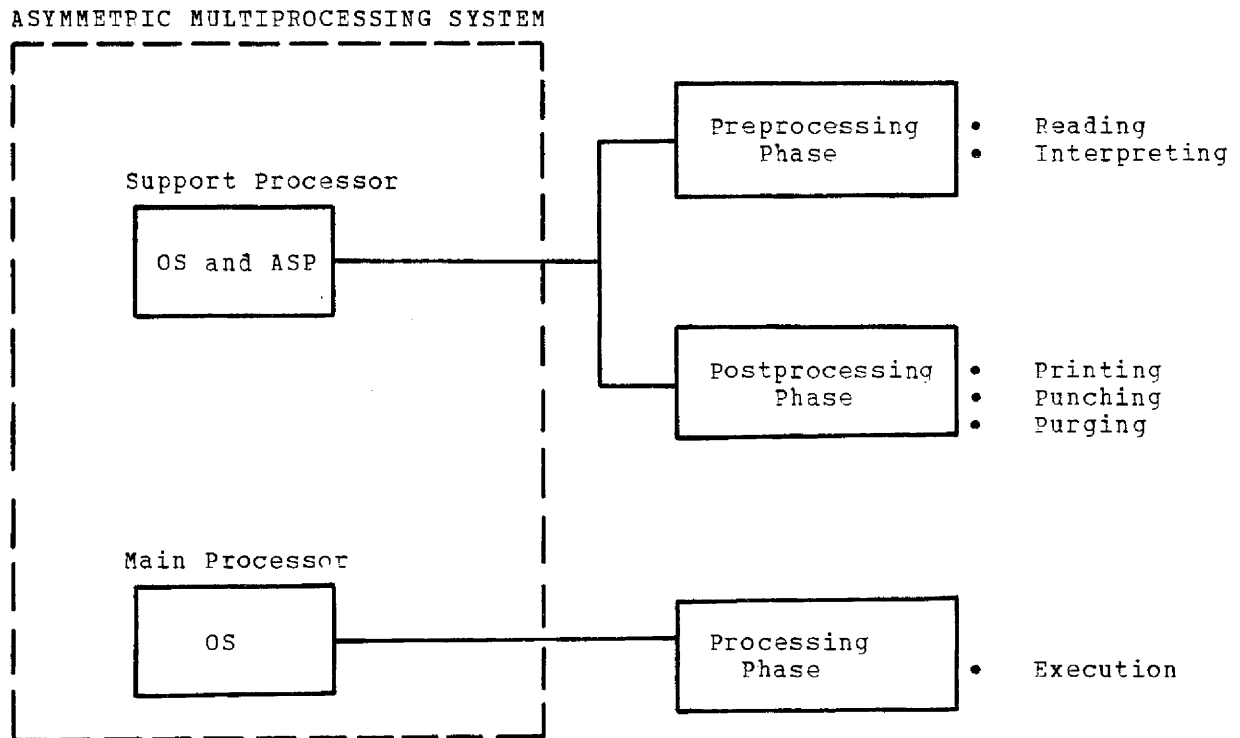 ASYMMETRIC MULTIPROCESSING SYSTEM
Preprocessing
Phase
• Reading
• Interpreting
Support Processor
OS and ASP
Postprocessing
Phase
• Printing
• Punching
• Purging
Main Processor
OS
Processing
Phase
• Execution